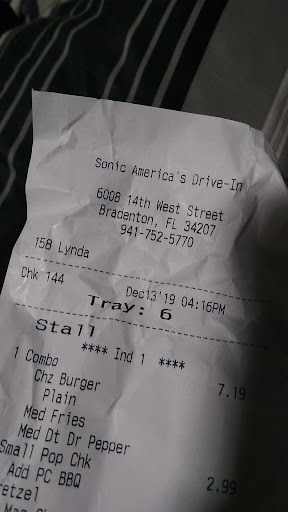 Sonic America's Drive-In
6008 14th West Street
Bradenton, FL 34207
941-752-5770
158 Lynda
Chk 144 Dec13'19 04:16PM
Tray: 6
Stall
**** Ind 1 ****
1 Combo 7.19
Chz Burger
Plain
Med Fries
Med Dt Dr Pepper
Small Pop Chk 2.99
Add PC BBQ